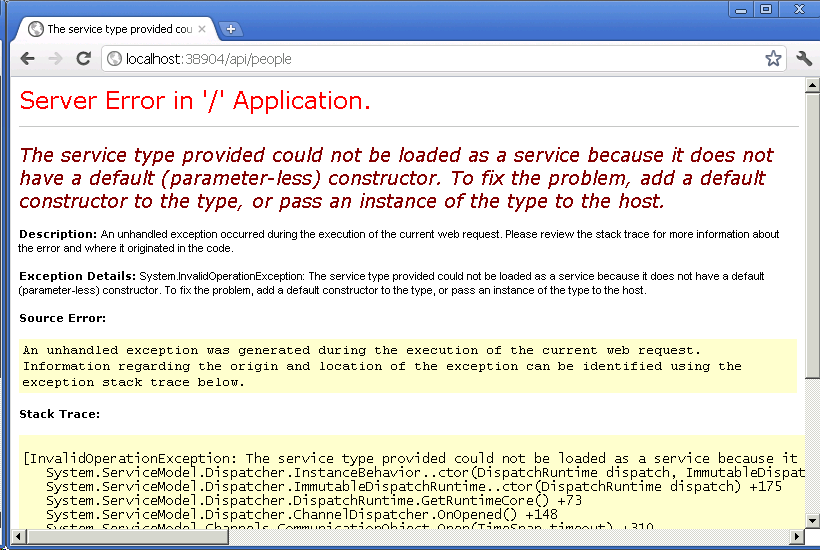 The service type provided cou
localhost:38904/api/people
Server Error in '/' Application.
The service type provided could not be loaded as a service because it does not
have a default (parameter-less) constructor. To fix the problem, add a default
constructor to the type, or pass an instance of the type to the host.
Description: An unhandled exception occurred during the execution of the current web request. Please review the stack trace for more information about
the error and where it originated in the code.
Exception Details: System.InvalidOperationException: The service type provided could not be loaded as a service because it does not have a default
(parameter-less) constructor. To fix the problem, add a default constructor to the type, or pass an instance of the type to the host.
Source Error:
An unhandled exception was generated during the execution of the current web request.
Information regarding the origin and location of the exception can be identified using the
exception stack trace below.
Stack Trace:
[InvalidOperationException: The service type provided could not be loaded as a service because it
System.ServiceModel.Dispatcher.InstanceBehavior..ctor(DispatchRuntime dispatch, ImmutableDispat
System.ServiceModel.Dispatcher.ImmutableDispatchRuntime..ctor(DispatchRuntime dispatch) +175
System.ServiceModel.Dispatcher.DispatchRuntime.GetRuntimeCore() +73
System.ServiceModel.Dispatcher.ChannelDispatcher.OnOpened() +148
System.ServiceModel.Channels.CommunicationObject.Open(TimeSpan timeout) +310